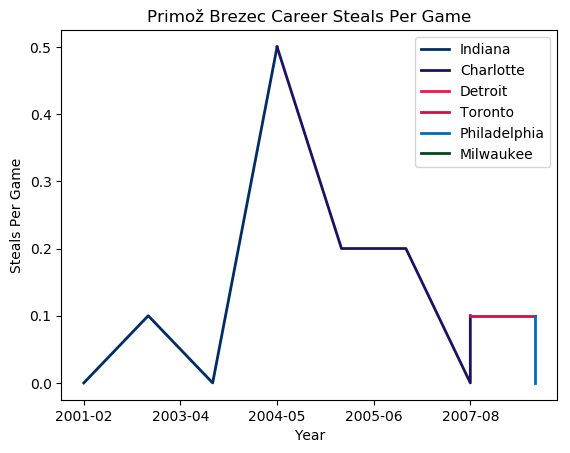 Primož Brezec Career Steals Per Game
Steals Per Game
0.5
0.4
0.3
0.2
0.1
0.0
Indiana
Charlotte
Detroit
Toronto
Philadelphia
Milwaukee
2001-02 2003-04 2004-05 2005-06 2007-08
Year